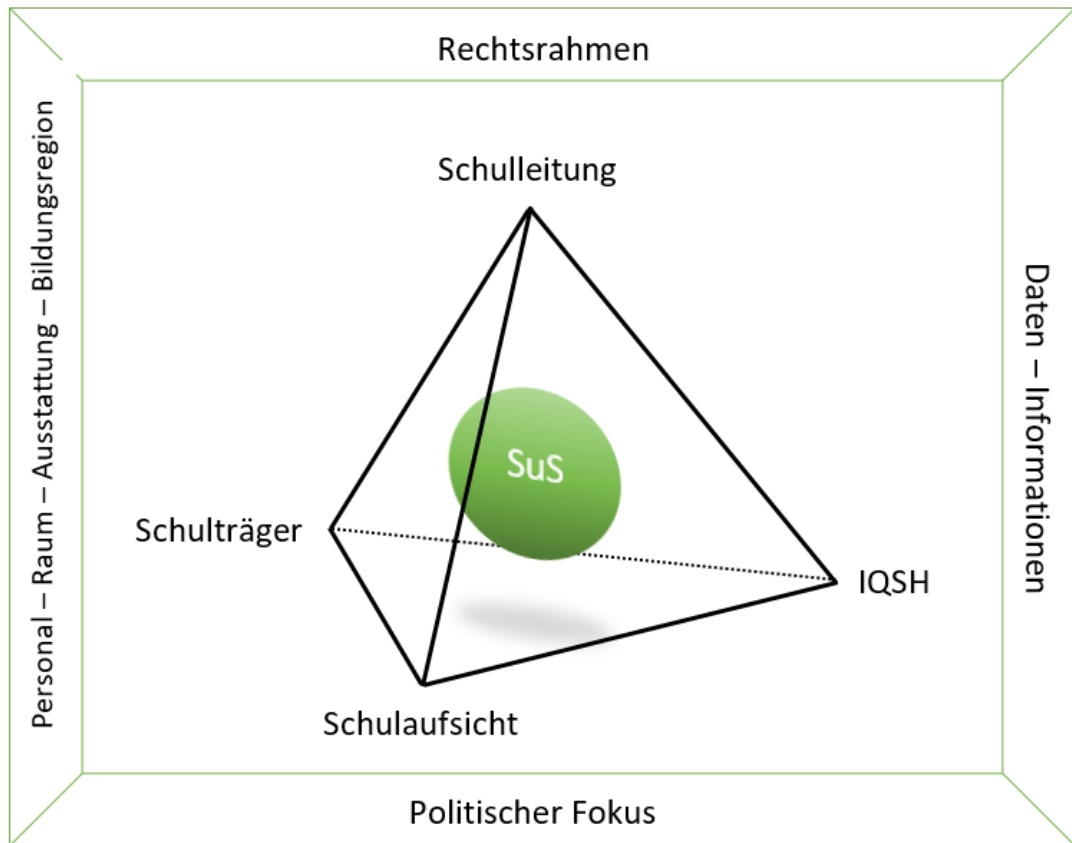 Rechtsrahmen
Schulleitung
Personal – Raum – Ausstattung – Bildungsregion
Daten – Informationen
SuS
Schulträger
IQSH
Schulaufsicht
Politischer Fokus